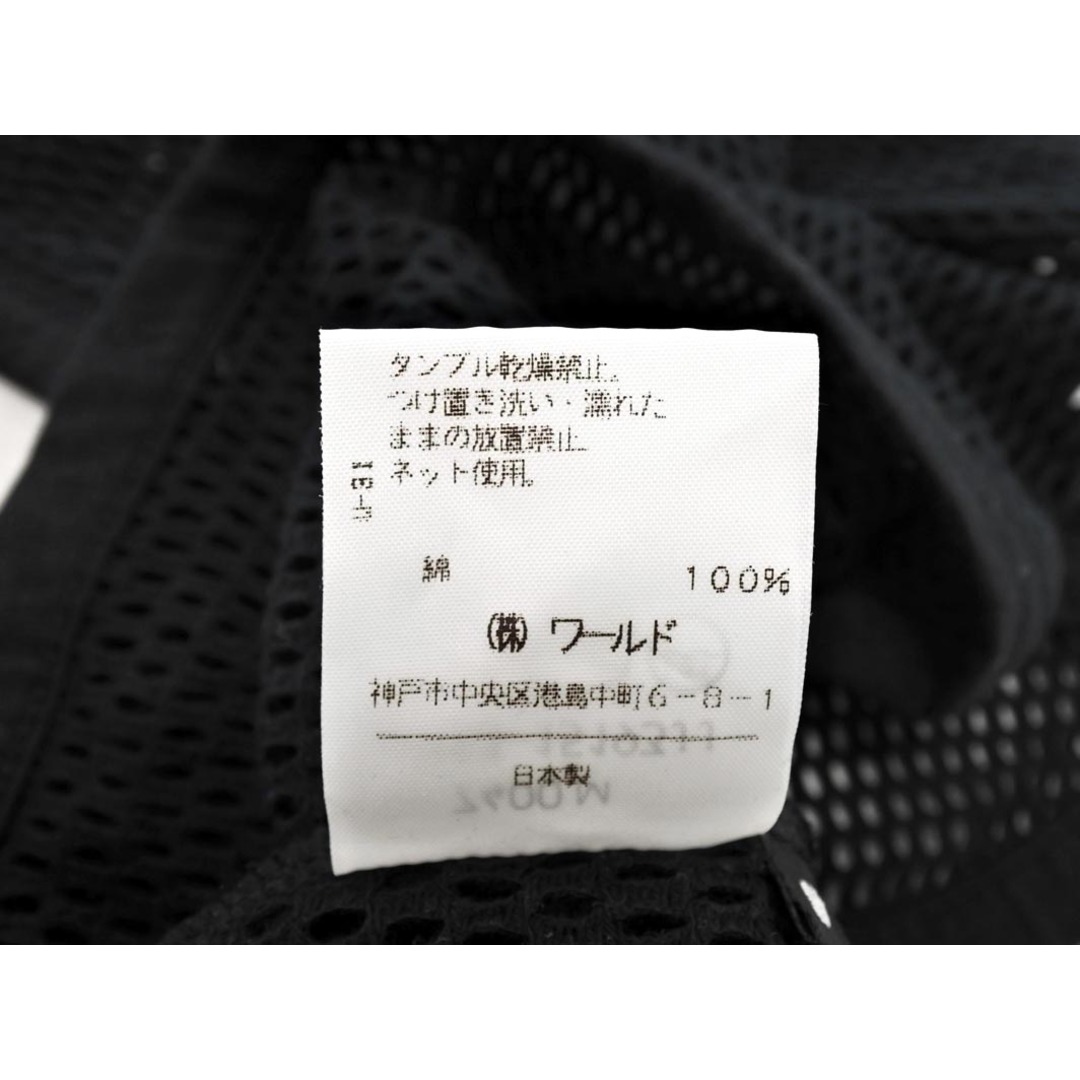 タンブル乾燥禁止。
つけ置き洗い・濡れた
ままの放置禁止。
ネット使用。
綿 100%
㈱ ワールド
神戸市中央区港島中町6-8-1
日本製